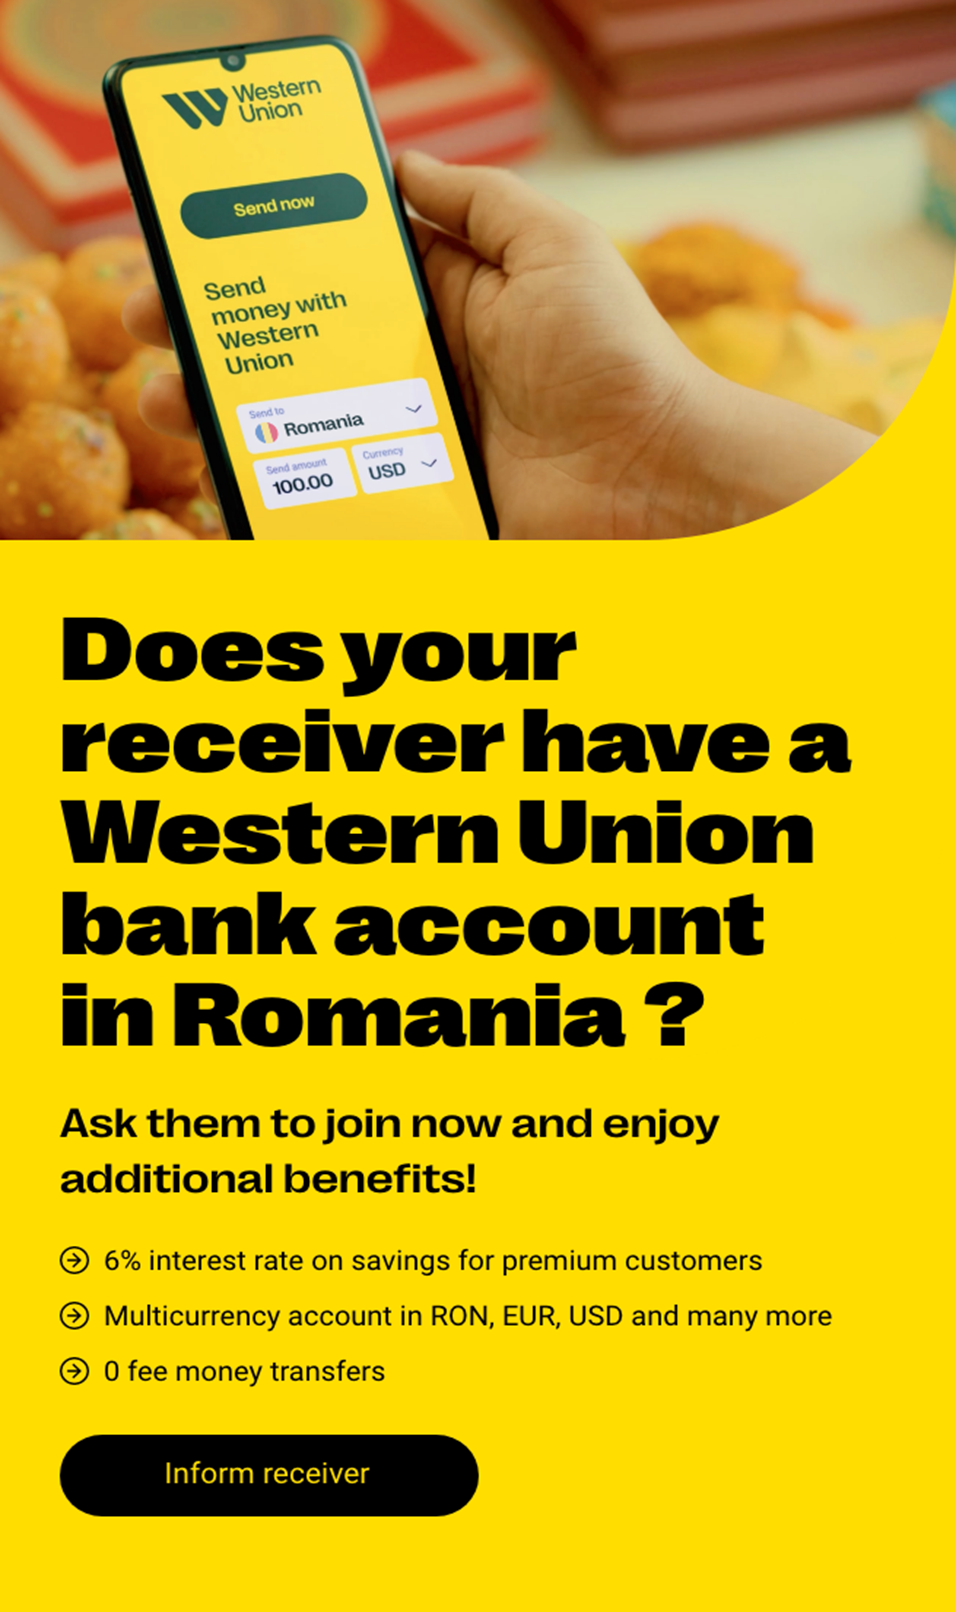 Western
Union
Send now
Send
money with
Western
Union
Send to
Romania
Send amount
100.00
Currency
USD
Does your
receiver have a
Western Union
bank account
in Romania ?
Ask them to join now and enjoy
additional benefits!
6% interest rate on savings for premium customers
Multicurrency account in RON, EUR, USD and many more
0 fee money transfers
Inform receiver